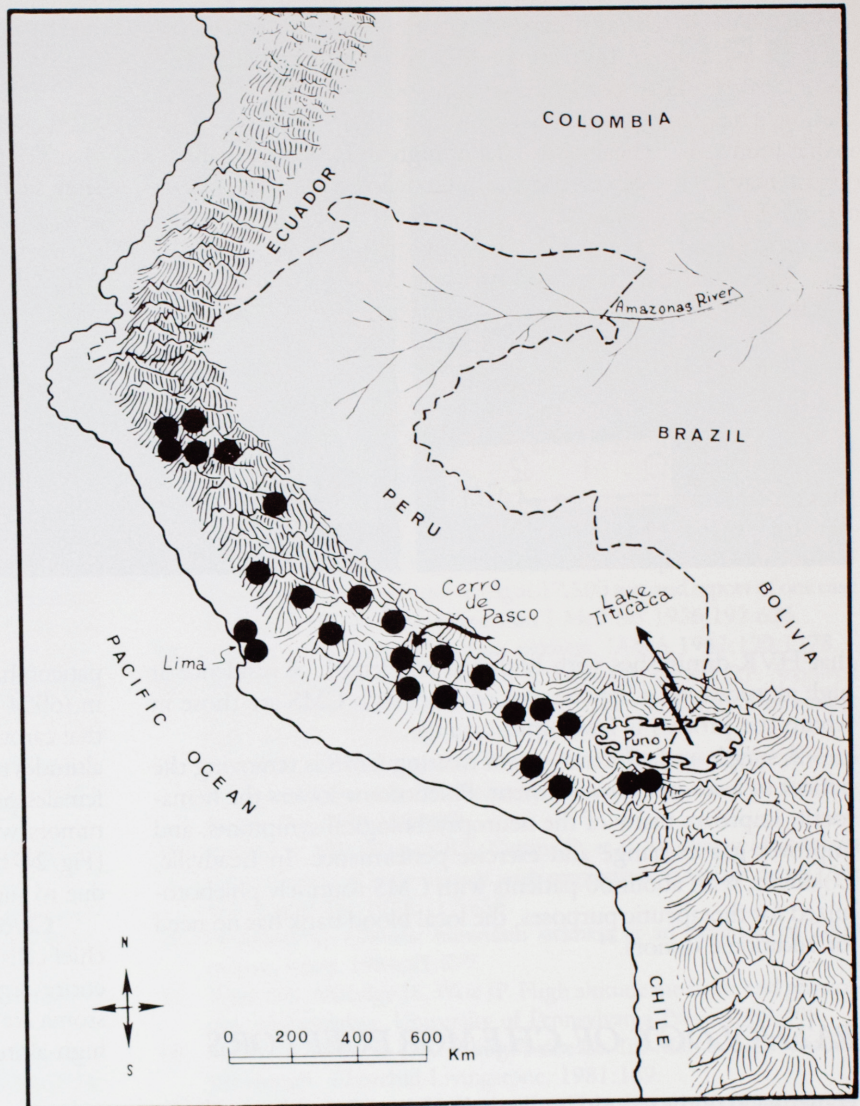 COLOMBIA
ECUADOR
Amazonas River
BRAZIL
PERU
Cerro
de
Pasco
Lake
Titicaca
BOLIVIA
Lima
Puno
PACIFIC OCEAN
CHILE
N
S
0 200 400 600
Km